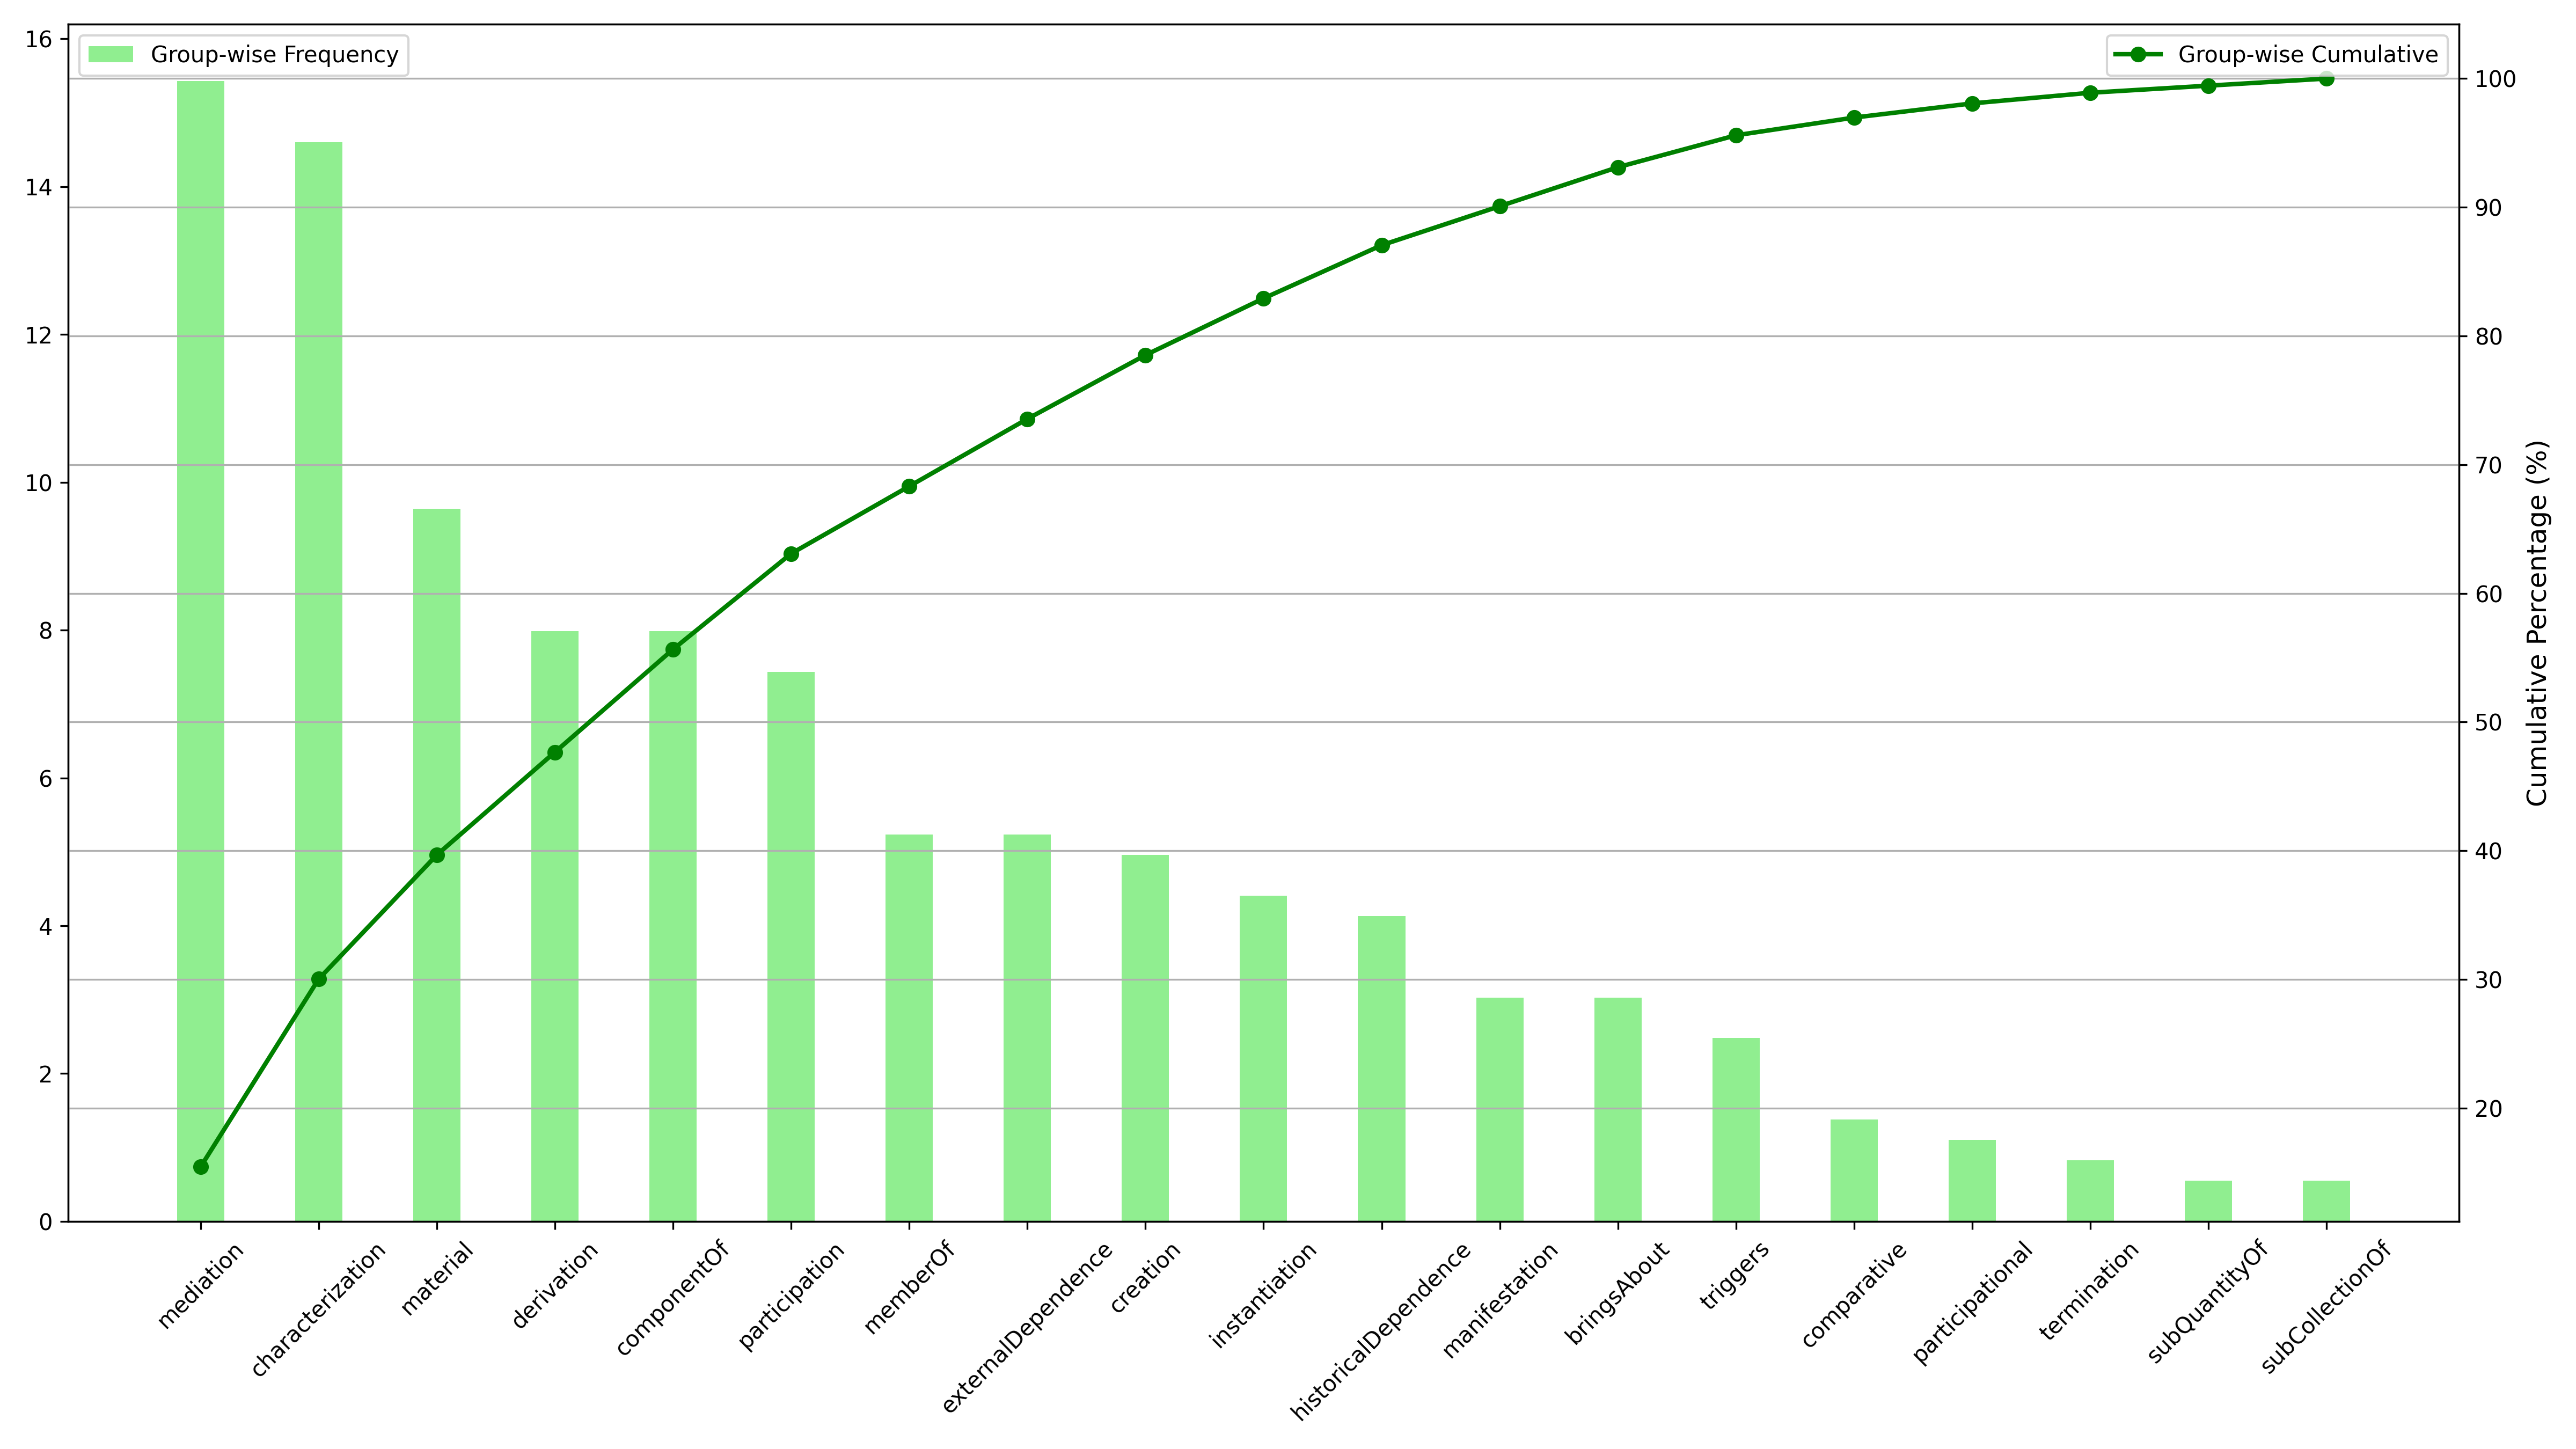 Group-wise Frequency
Group-wise Cumulative
16
14
12
10
8
6
4
2
0
100
90
80
70
60
50
40
30
20
Cumulative Percentage (%)
mediation
characterization
material
derivation
componentOf
participation
memberOf
externalDependence
creation
instantiation
historicalDependence
manifestation
bringsAbout
triggers
comparative
participational
termination
subQuantityOf
subCollectionOf